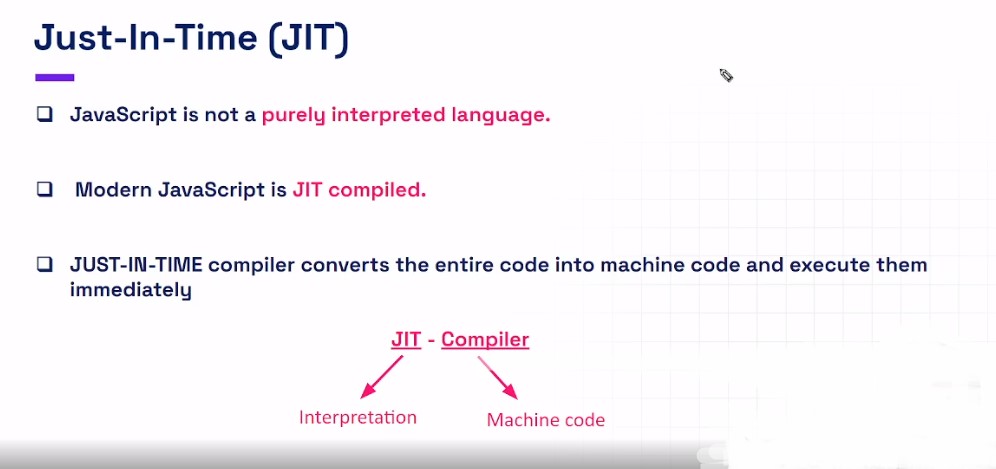 Just-In-Time (JIT)
JavaScript is not a purely interpreted language.
Modern JavaScript is JIT compiled.
JUST-IN-TIME compiler converts the entire code into machine code and execute them
immediately
JIT - Compiler
Interpretation
Machine code